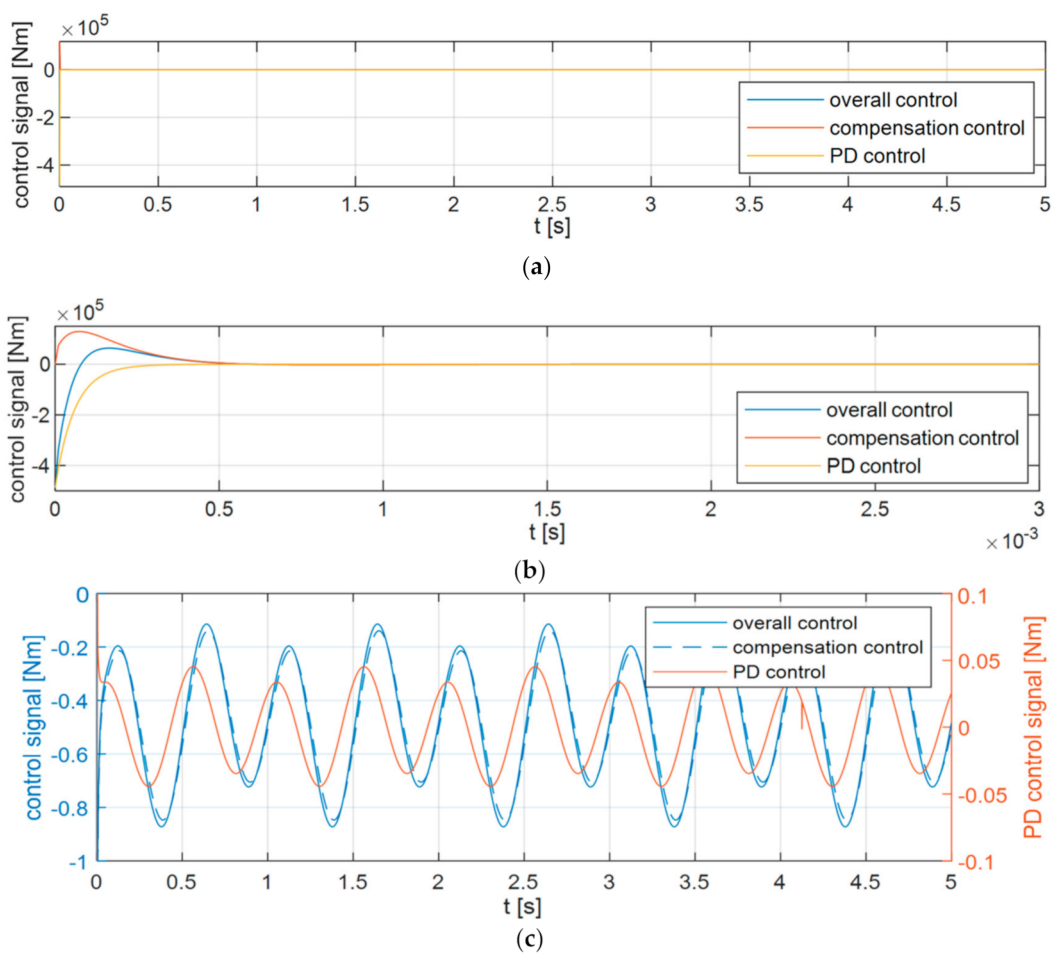 × 10^5
control signal [Nm]
0
-2
-4
overall control
compensation control
PD control
0 0.5 1 1.5 2 2.5 3 3.5 4 4.5 5
t [s]
(a)
× 10^5
control signal [Nm]
0
-2
-4
overall control
compensation control
PD control
0 0.5 1 1.5 2 2.5 3
t [s]
× 10^-3
(b)
control signal [Nm]
0
-0.2
-0.4
-0.6
-0.8
-1
overall control
compensation control
PD control
0.1
0.05
0
-0.05
-0.1
PD control signal [Nm]
0 0.5 1 1.5 2 2.5 3 3.5 4 4.5 5
t [s]
(c)